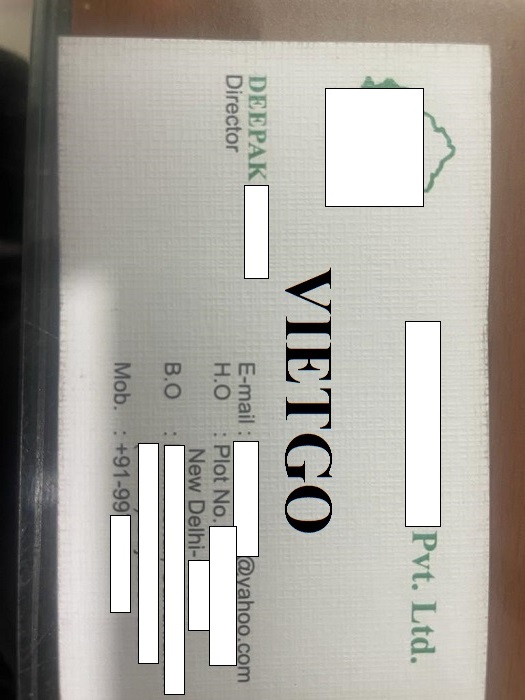 Pvt. Ltd.
VIETGO
DEEPAK
Director
E-mail : @yahoo.com
H.O : Plot No.
New Delhi-
B.O :
Mob. : +91-99